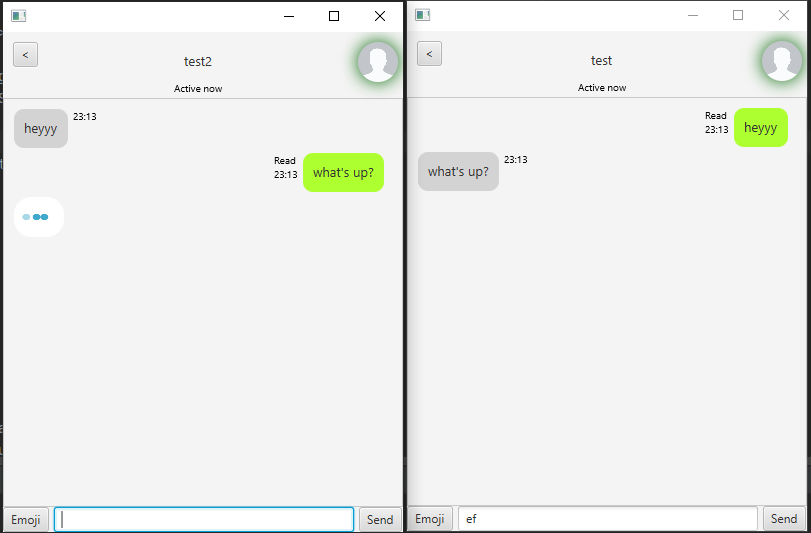 <
test2
Active now
heyyy
23:13
Read
23:13
what's up?
Emoji
Send
<
test
Active now
Read
23:13
heyyy
what's up?
23:13
Emoji
ef
Send